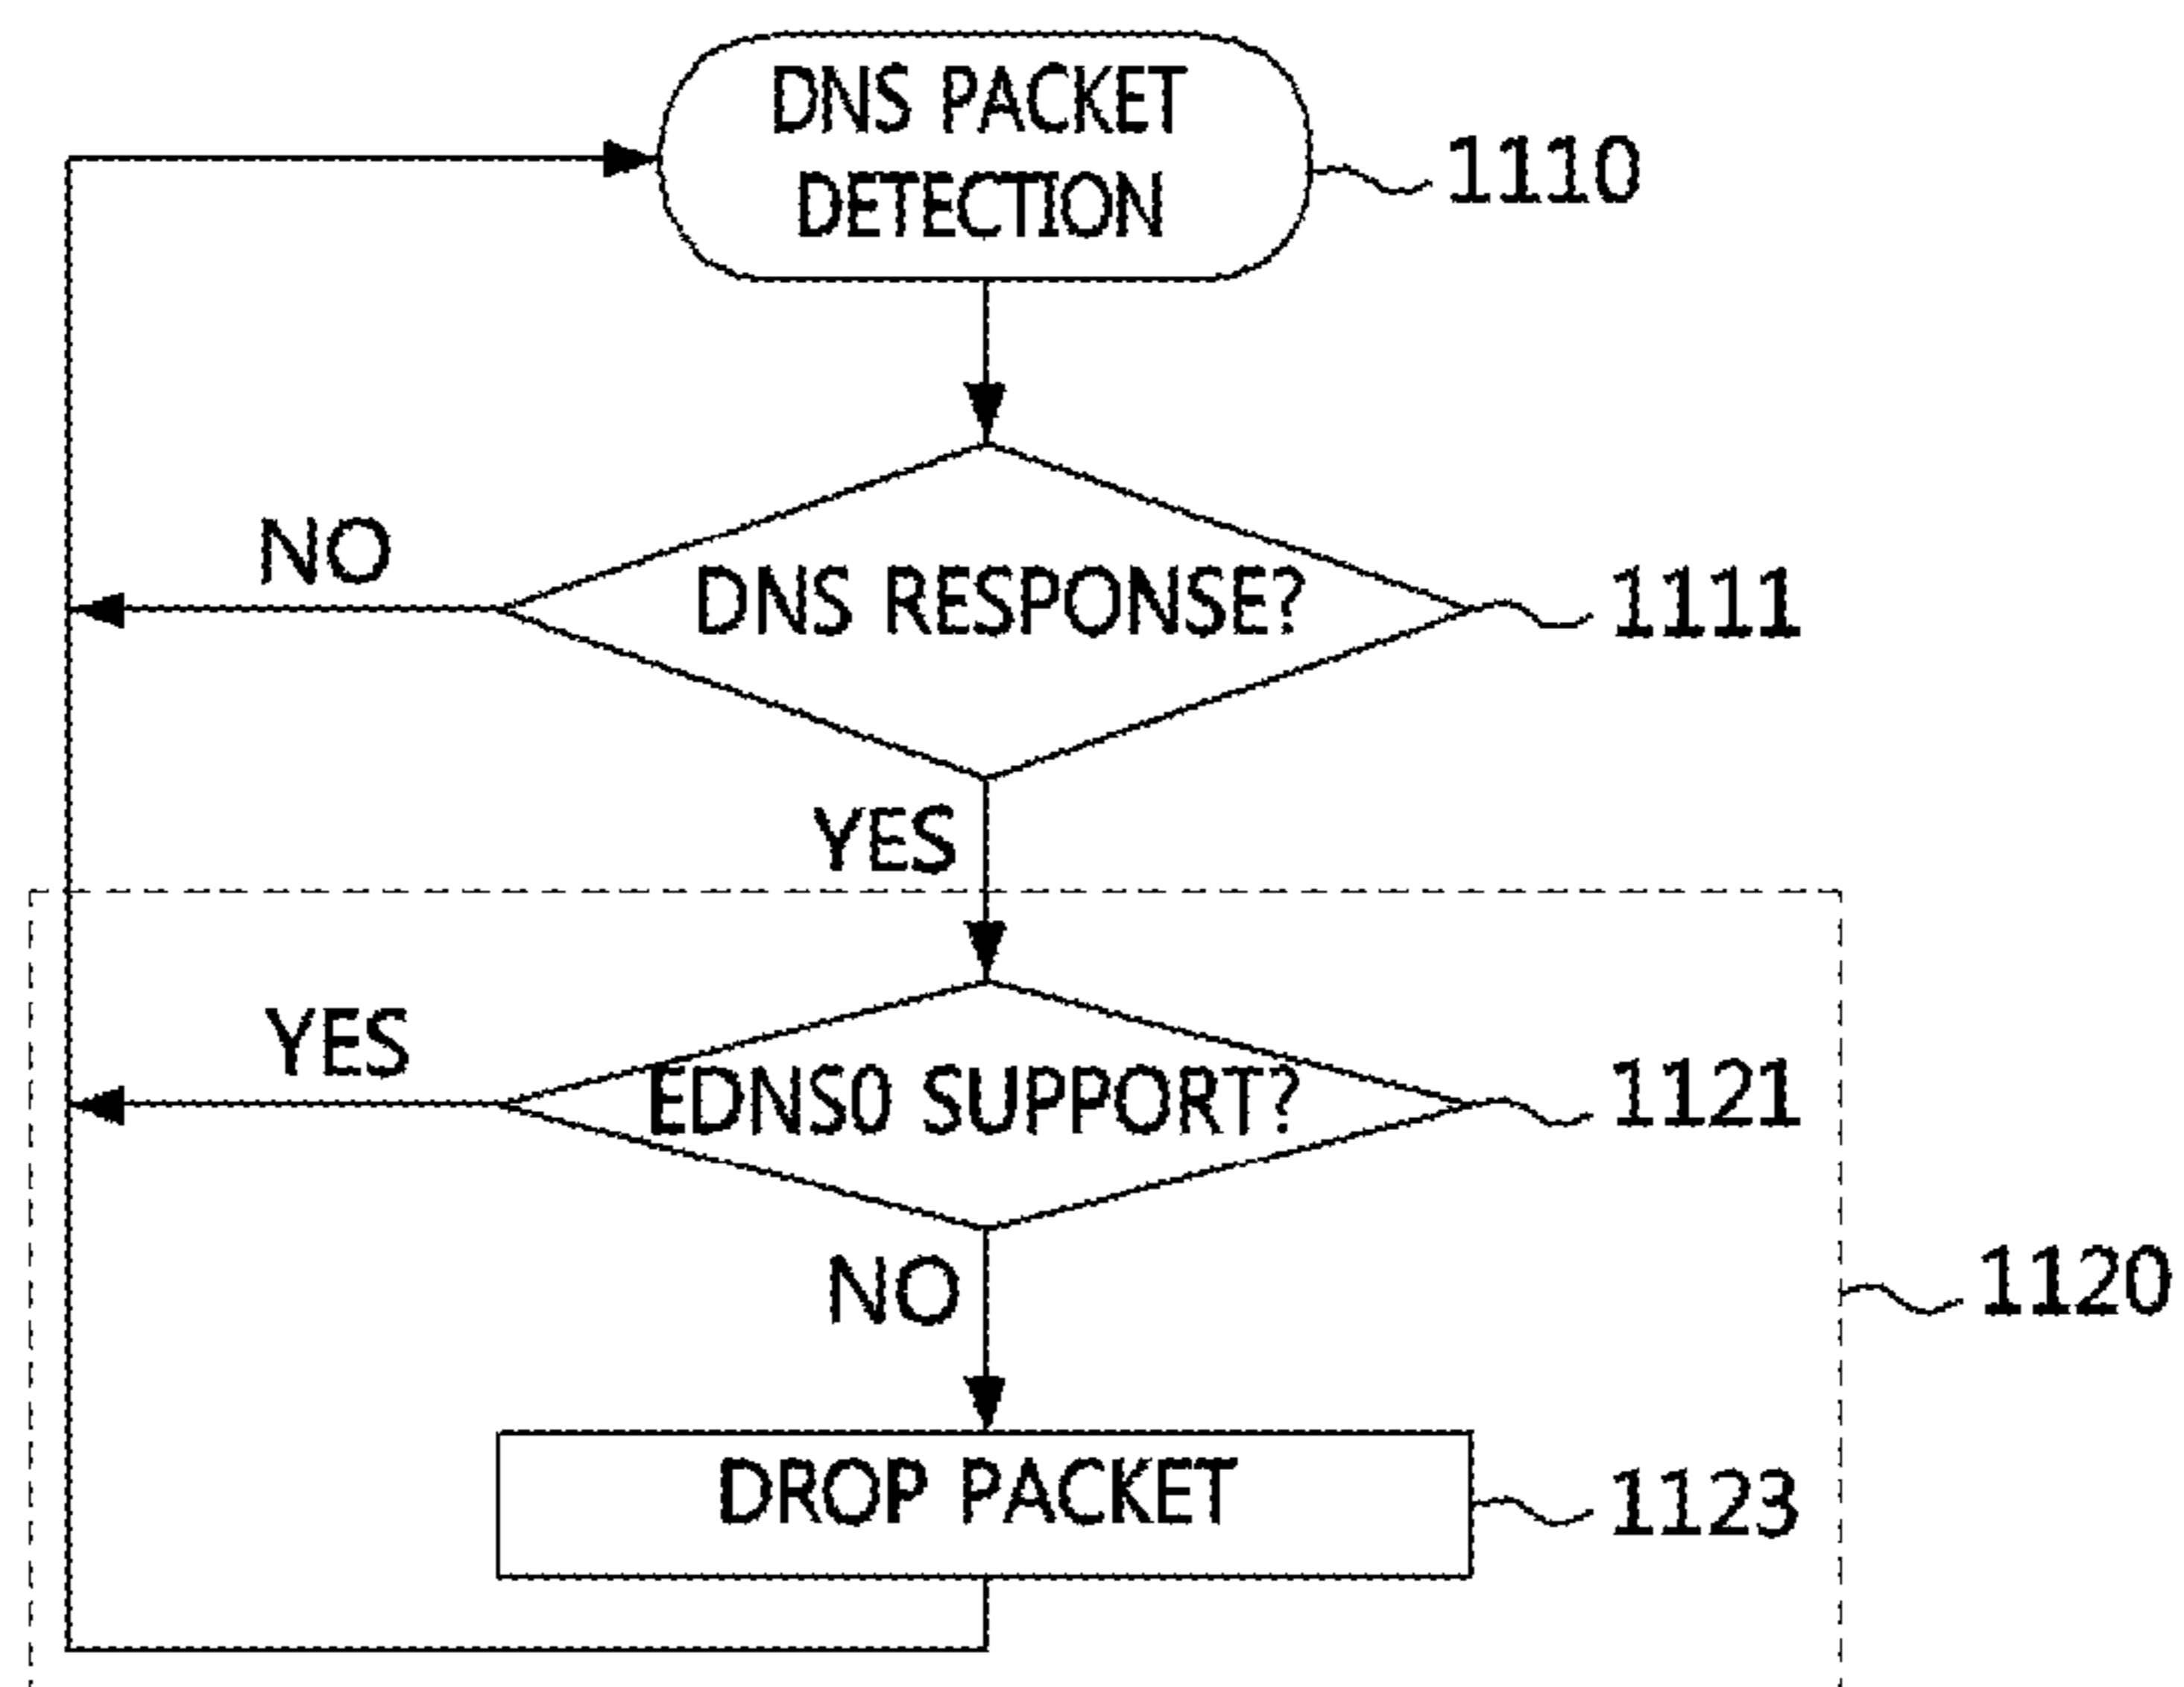 DNS PACKET
DETECTION
1110
NO
DNS RESPONSE?
1111
YES
YES
EDNS0 SUPPORT?
1121
NO
1120
DROP PACKET
1123